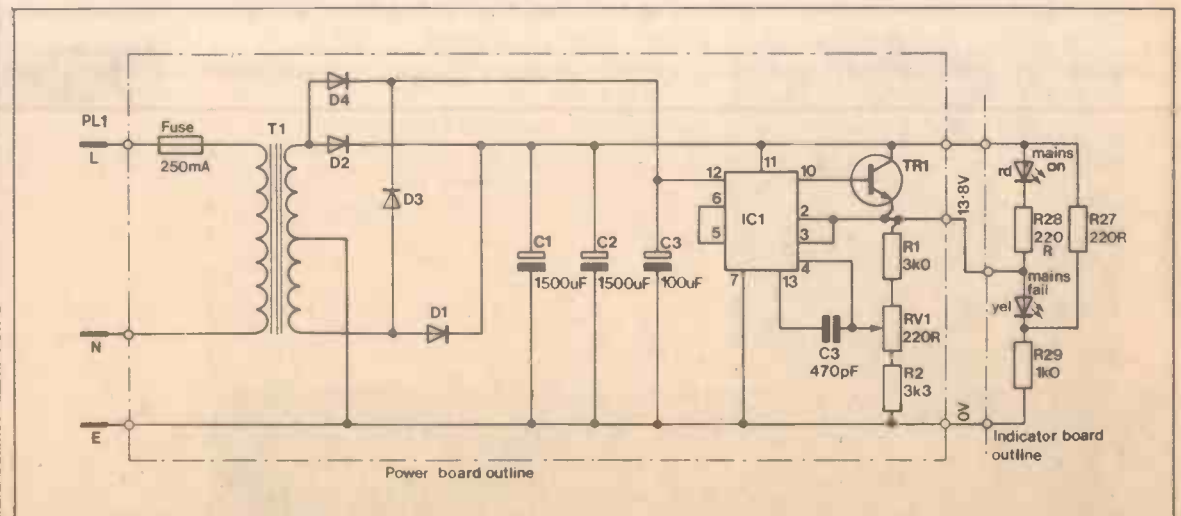 PL1
L
Fuse
250mA
T1
D4
D2
D3
D1
N
E
C1
1500uF
C2
1500uF
C3
100uF
12
11
10
6
5
IC1
2
3
4
7
13
TR1
C3
470pF
R1
3k0
RV1
220R
R2
3k3
13·8V
0V
mains
on
rd
R28
220
R
R27
220R
mains
fail
yel
R29
1k0
Power board outline
Indicator board
outline